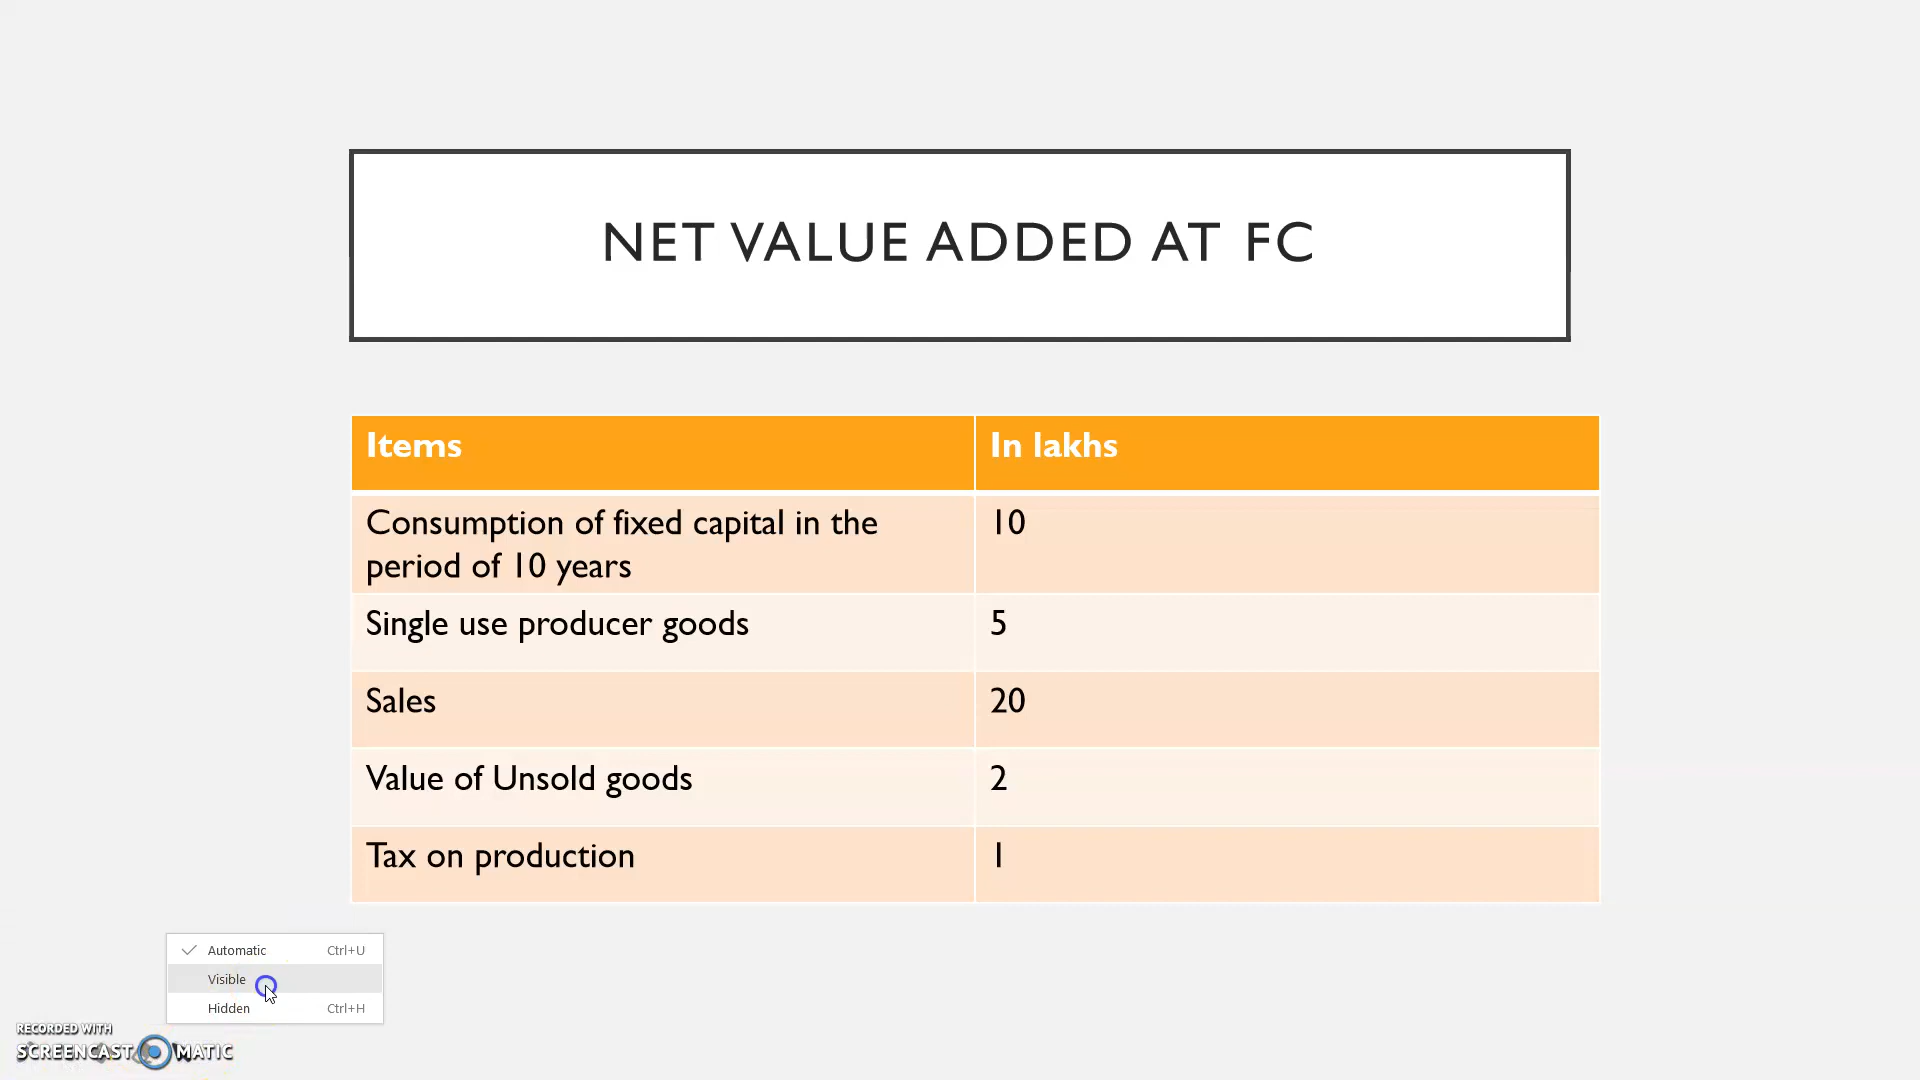 NET VALUE ADDED AT FC
Items In lakhs
Consumption of fixed capital in the 10
period of 10 years
Single use producer goods 5
Sales 20
Value of Unsold goods 2
Tax on production 1
Automatic Ctrl+U
Visible
Hidden Ctrl+H
RECORDED WITH
SCREENCAST MATIC